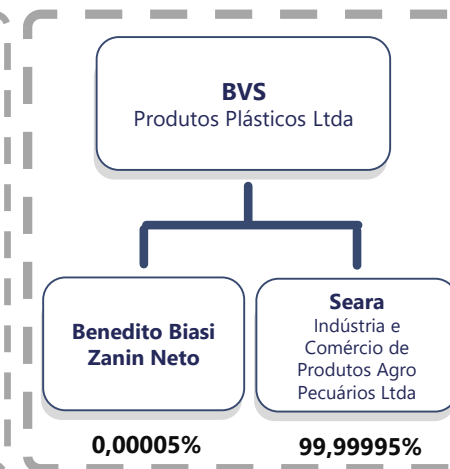 BVS
Produtos Plásticos Ltda
Benedito Biasi
Zanin Neto
Seara
Indústria e
Comércio de
Produtos Agro
Pecuários Ltda
0,00005%
99,99995%